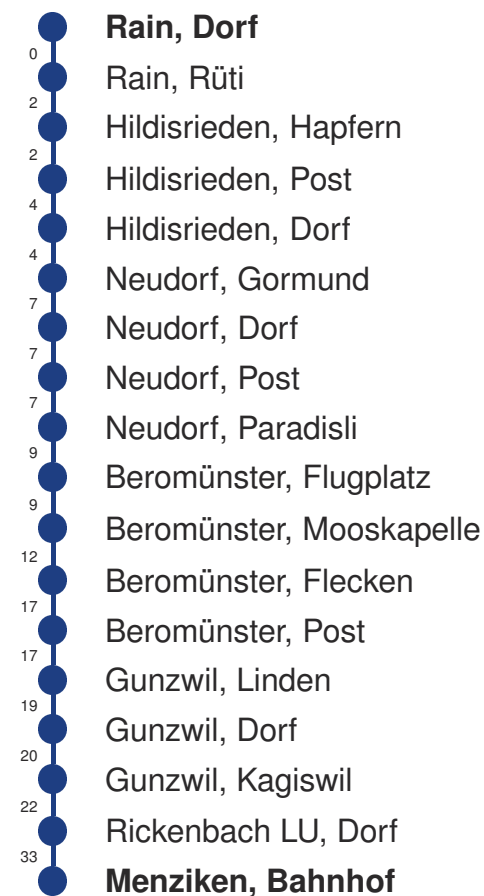 Rain, Dorf
0
Rain, Rüti
2
Hildisrieden, Hapfern
2
Hildisrieden, Post
4
Hildisrieden, Dorf
4
Neudorf, Gormund
7
Neudorf, Dorf
7
Neudorf, Post
7
Neudorf, Paradisli
9
Beromünster, Flugplatz
9
Beromünster, Mooskapelle
12
Beromünster, Flecken
17
Beromünster, Post
17
Gunzwil, Linden
19
Gunzwil, Dorf
20
Gunzwil, Kagiswil
22
Rickenbach LU, Dorf
33
Menziken, Bahnhof